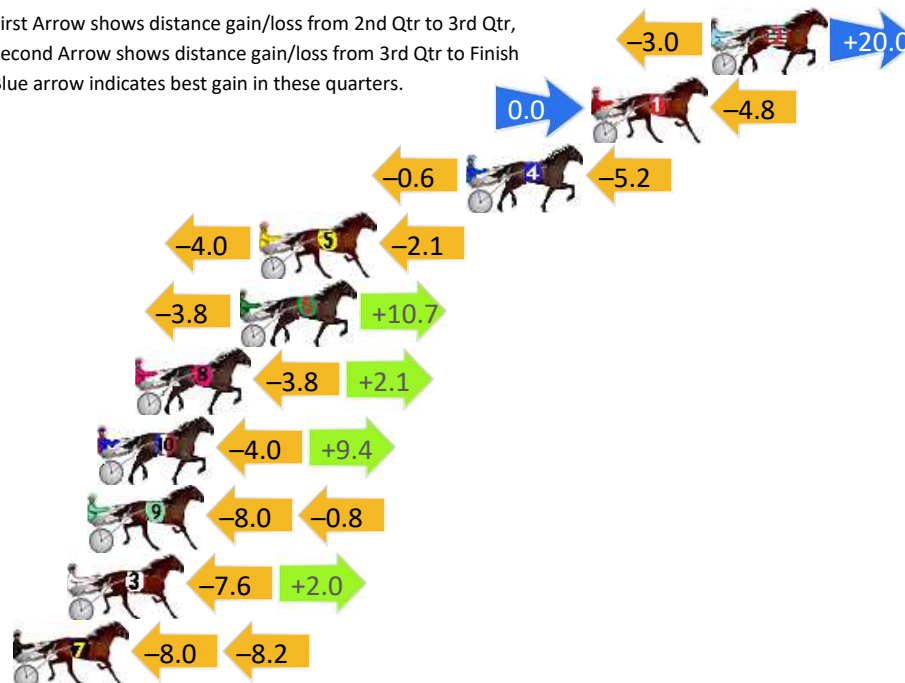 irst Arrow shows distance gain/loss from 2nd Qtr to 3rd Qtr,
econd Arrow shows distance gain/loss from 3rd Qtr to Finish
lue arrow indicates best gain in these quarters.
–3.0 +20.0
0.0 1 –4.8
–0.6 4 –5.2
–4.0 5 –2.1
–3.8 6 +10.7
8 –3.8 +2.1
10 –4.0 +9.4
9 –8.0 –0.8
3 –7.6 +2.0
7 –8.0 –8.2